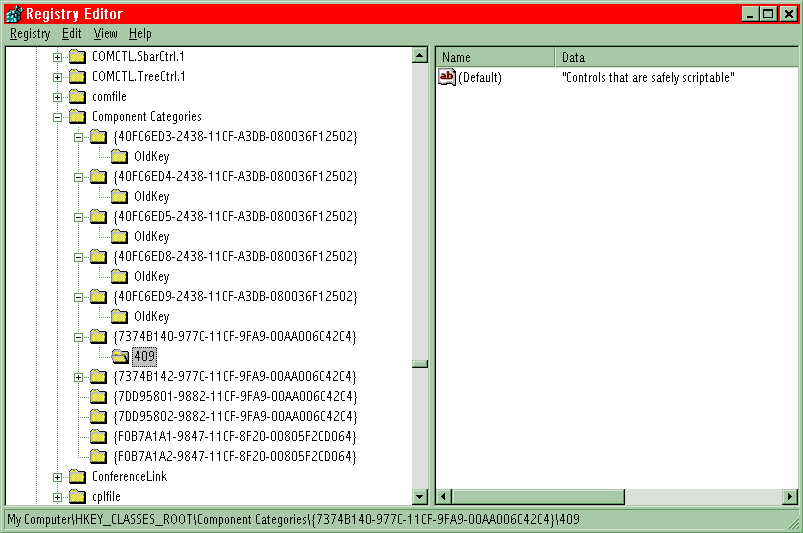 Registry Editor
Registry Edit View Help
COMCTL.SbarCtrl.1
COMCTL.TreeCtrl.1
comfile
Component Categories
{40FC6ED3-2438-11CF-A3DB-080036F12502}
OldKey
{40FC6ED4-2438-11CF-A3DB-080036F12502}
OldKey
{40FC6ED5-2438-11CF-A3DB-080036F12502}
OldKey
{40FC6ED8-2438-11CF-A3DB-080036F12502}
OldKey
{40FC6ED9-2438-11CF-A3DB-080036F12502}
OldKey
{7374B140-977C-11CF-9FA9-00AA006C42C4}
409
{7374B142-977C-11CF-9FA9-00AA006C42C4}
{7DD95801-9882-11CF-9FA9-00AA006C42C4}
{7DD95802-9882-11CF-9FA9-00AA006C42C4}
{F0B7A1A1-9847-11CF-8F20-00805F2CD064}
{F0B7A1A2-9847-11CF-8F20-00805F2CD064}
ConferenceLink
cplfile
Name Data
ab (Default) "Controls that are safely scriptable"
My Computer\HKEY_CLASSES_ROOT\Component Categories\{7374B140-977C-11CF-9FA9-00AA006C42C4}\409